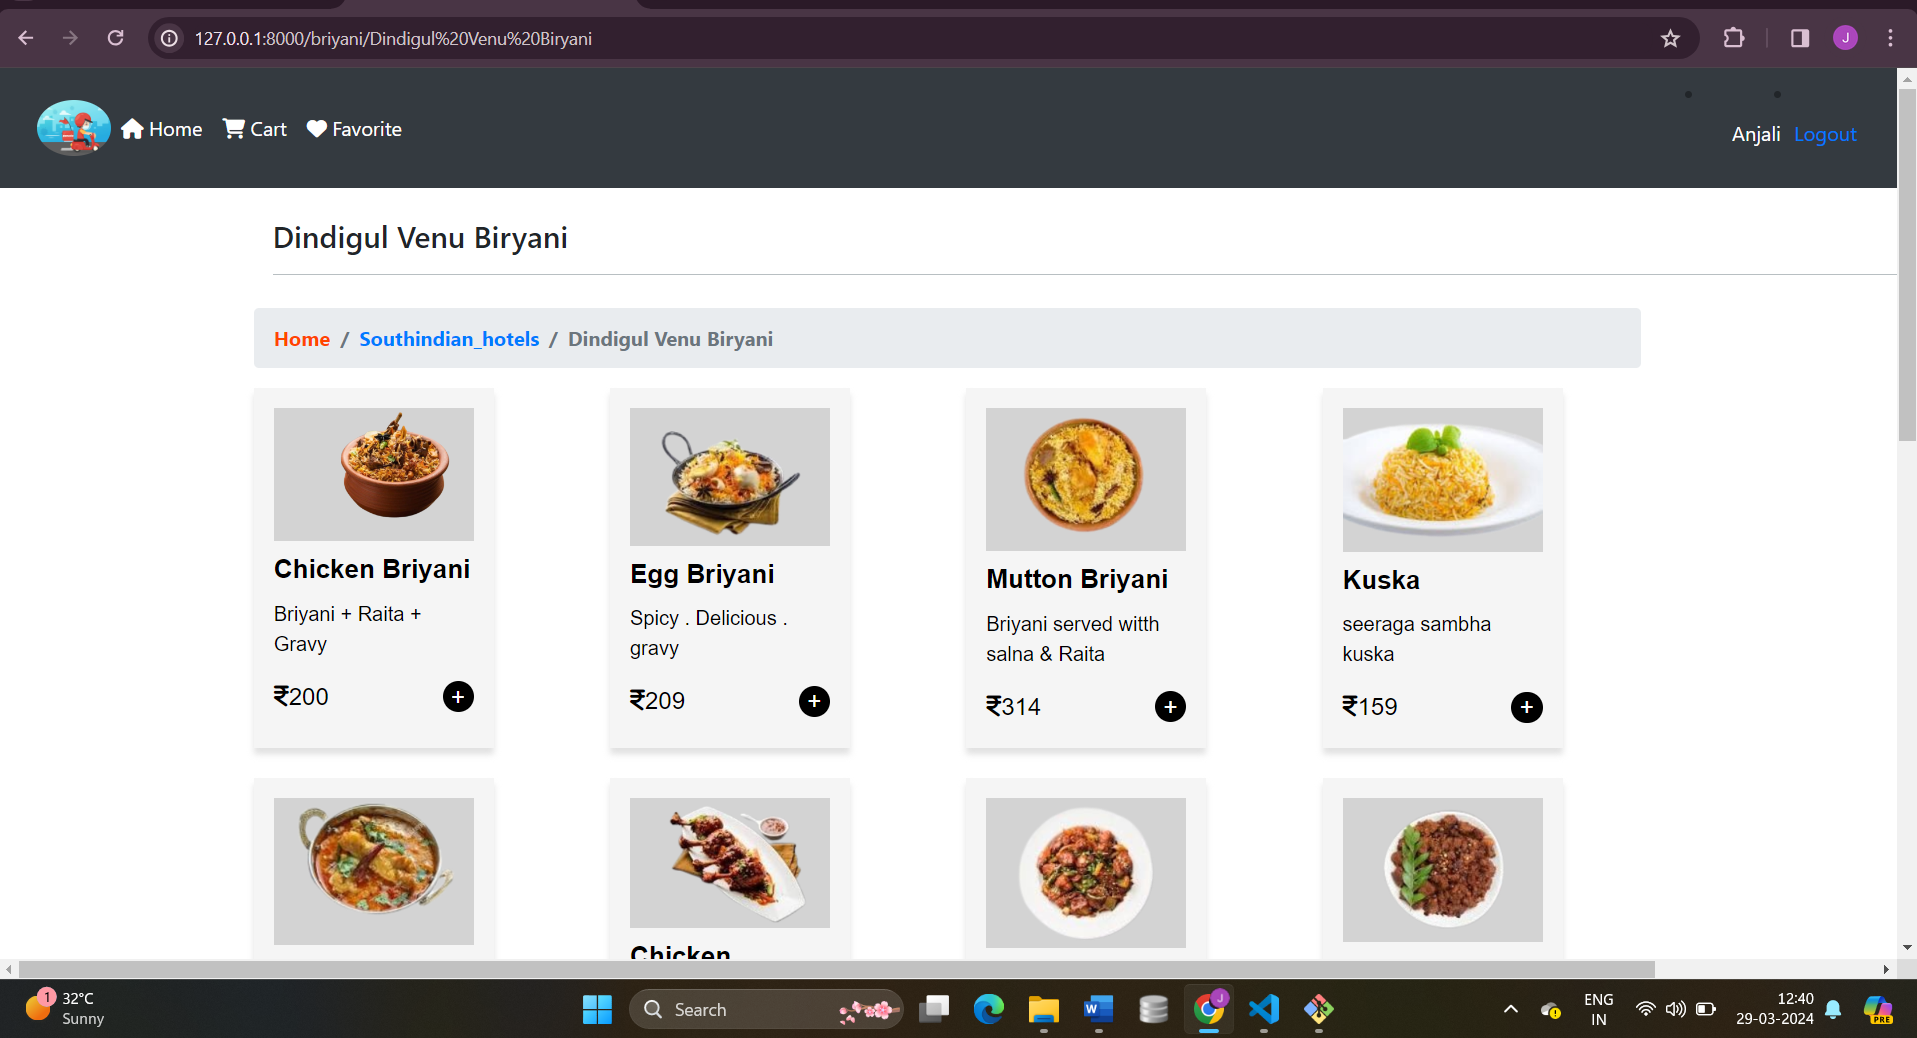 127.0.0.1:8000/briyani/Dindigul%20Venu%20Biryani
J
Home
Cart
Favorite
Anjali Logout
Dindigul Venu Biryani
Home / Southindian_hotels / Dindigul Venu Biryani
Chicken Briyani
Briyani + Raita +
Gravy
₹200
+
Egg Briyani
Spicy . Delicious .
gravy
₹209
+
Mutton Briyani
Briyani served witth
salna & Raita
₹314
+
Kuska
seeraga sambha
kuska
₹159
+
Chicken
1
32°C
Sunny
Search
W
J
ENG
IN
12:40
29-03-2024
PRE